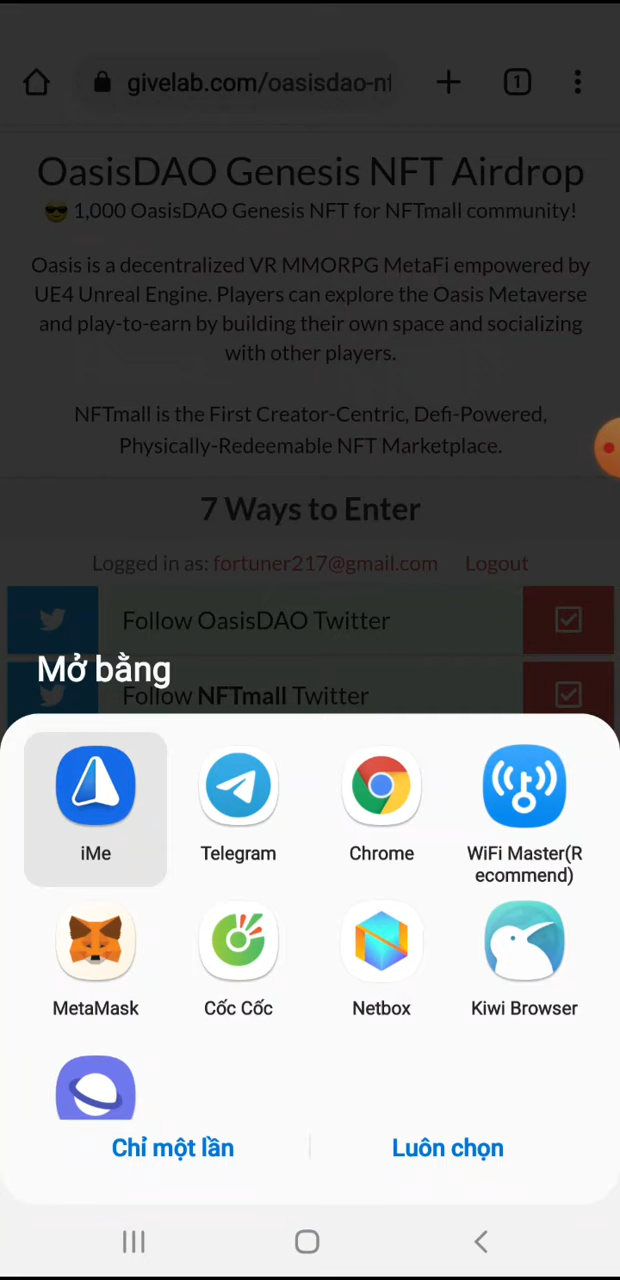 givelab.com/oasisdao-nf
1
OasisDAO Genesis NFT Airdrop
😎 1,000 OasisDAO Genesis NFT for NFTmall community!
Oasis is a decentralized VR MMORPG MetaFi empowered by
UE4 Unreal Engine. Players can explore the Oasis Metaverse
and play-to-earn by building their own space and socializing
with other players.
NFTmall is the First Creator-Centric, Defi-Powered,
Physically-Redeemable NFT Marketplace.
7 Ways to Enter
Logged in as: fortuner217@gmail.com Logout
Follow OasisDAO Twitter
Follow NFTmall Twitter
Mở bằng
iMe
Telegram
Chrome
WiFi Master(R
ecommend)
MetaMask
Cốc Cốc
Netbox
Kiwi Browser
Chỉ một lần
Luôn chọn